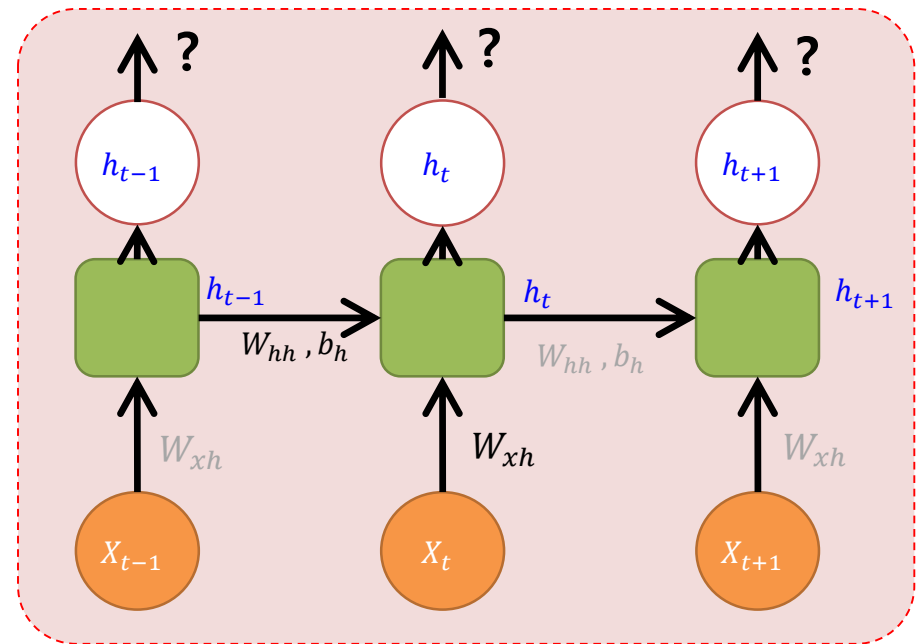 ? ? ?
h_{t-1} h_t h_{t+1}
h_{t-1} h_t h_{t+1}
W_{hh} , b_h W_{hh} , b_h
W_{xh} W_{xh} W_{xh}
X_{t-1} X_t X_{t+1}